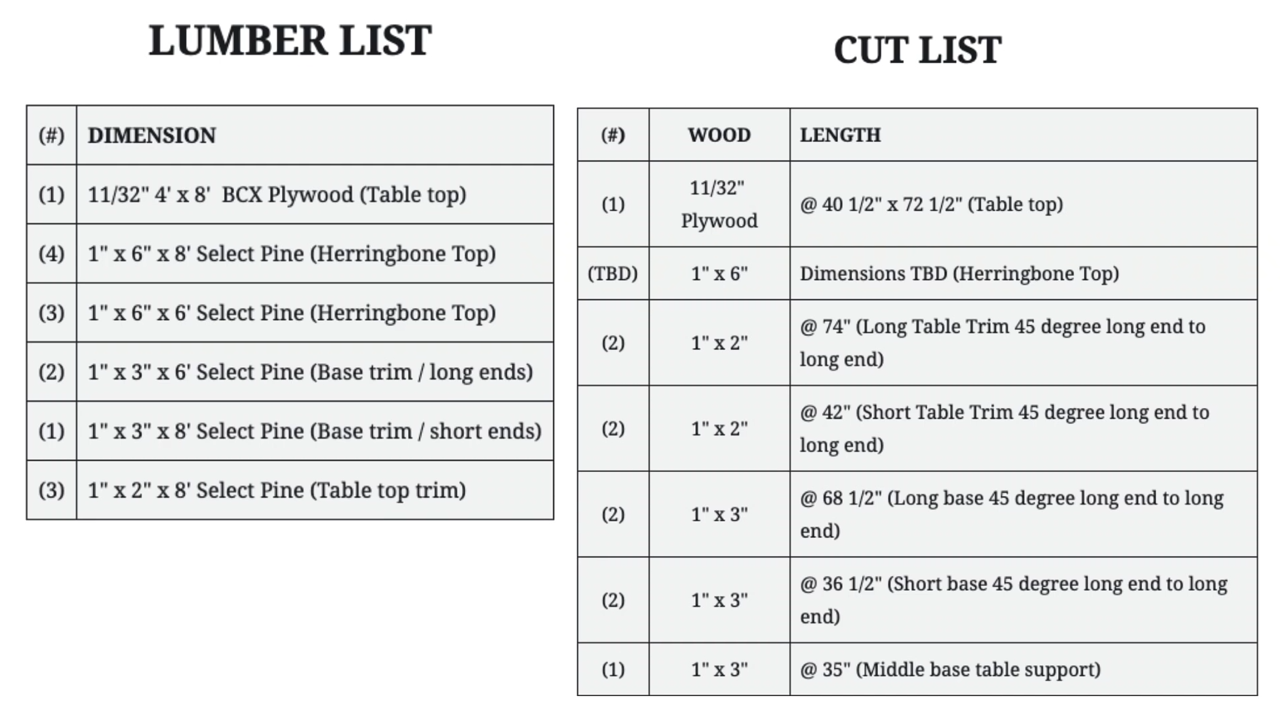 LUMBER LIST
(#) DIMENSION
(1) 11/32" 4' x 8' BCX Plywood (Table top)
(4) 1" x 6" x 8' Select Pine (Herringbone Top)
(3) 1" x 6" x 6' Select Pine (Herringbone Top)
(2) 1" x 3" x 6' Select Pine (Base trim / long ends)
(1) 1" x 3" x 8' Select Pine (Base trim / short ends)
(3) 1" x 2" x 8' Select Pine (Table top trim)
CUT LIST
(#) WOOD LENGTH
(1) 11/32" Plywood @ 40 1/2" x 72 1/2" (Table top)
(TBD) 1" x 6" Dimensions TBD (Herringbone Top)
(2) 1" x 2" @ 74" (Long Table Trim 45 degree long end to
long end)
(2) 1" x 2" @ 42" (Short Table Trim 45 degree long end to
long end)
(2) 1" x 3" @ 68 1/2" (Long base 45 degree long end to long
end)
(2) 1" x 3" @ 36 1/2" (Short base 45 degree long end to long
end)
(1) 1" x 3" @ 35" (Middle base table support)